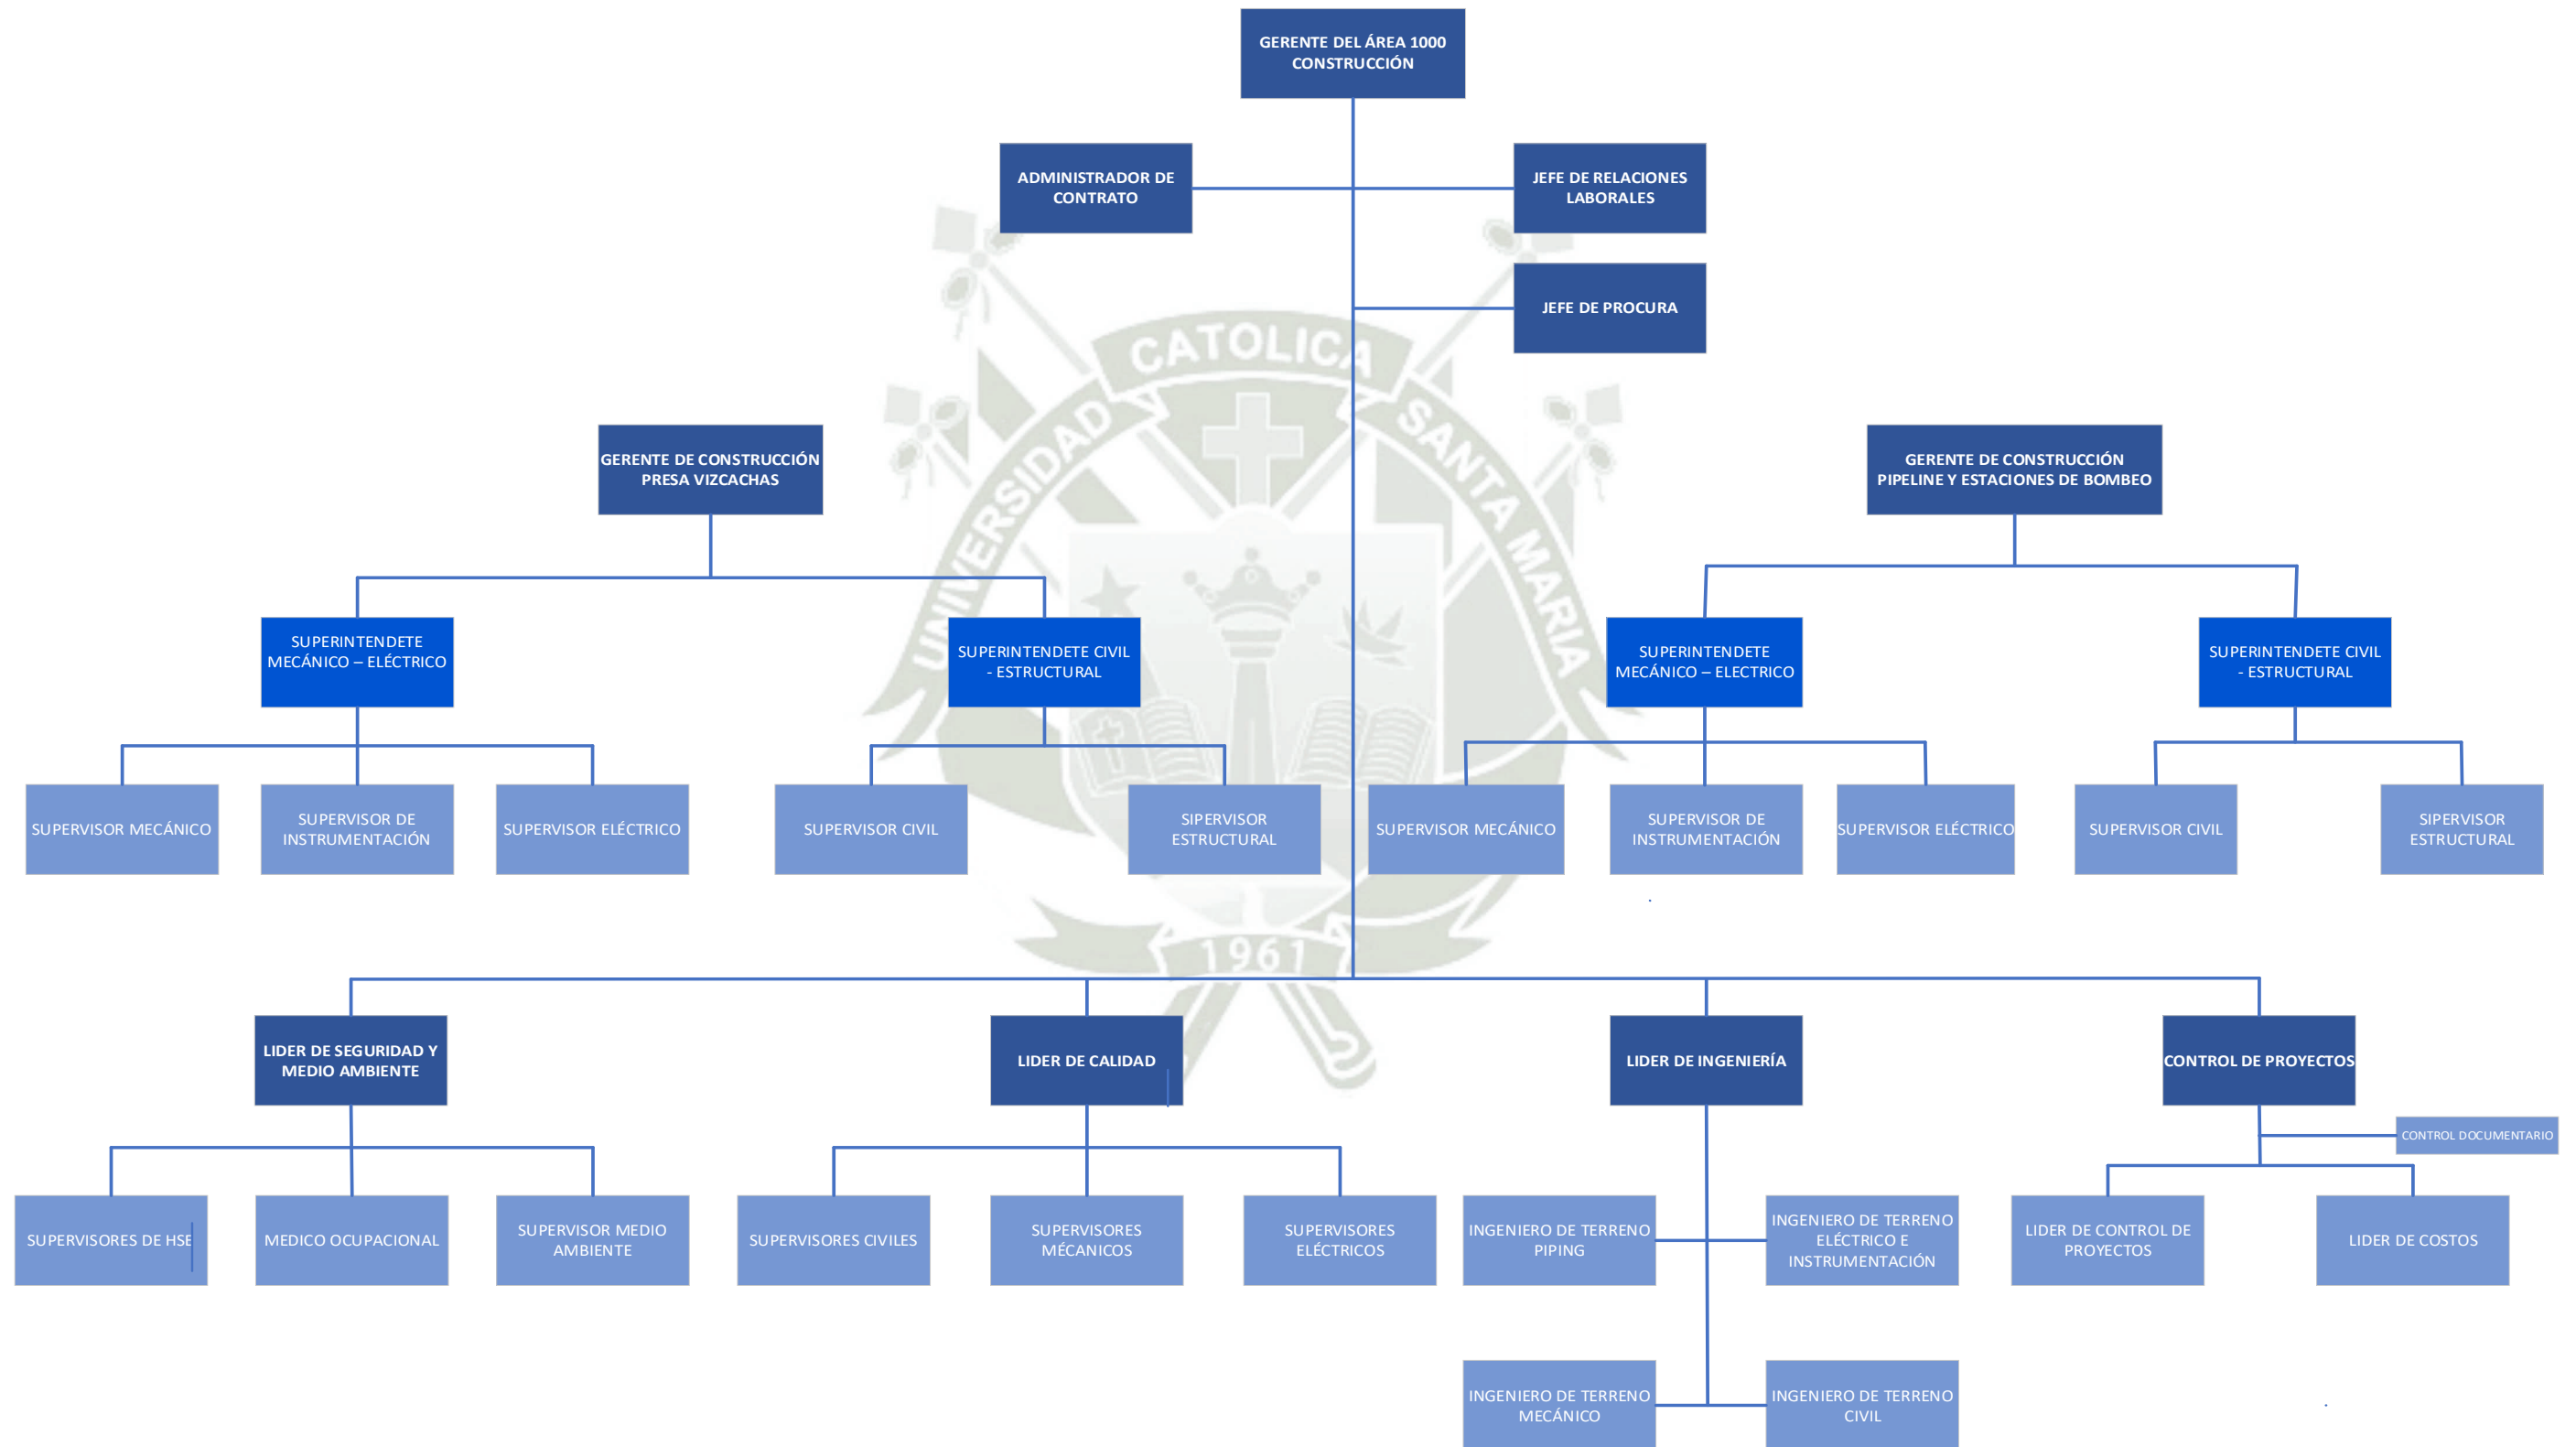 GERENTE DEL ÁREA 1000
CONSTRUCCIÓN
ADMINISTRADOR DE
CONTRATO
JEFE DE RELACIONES
LABORALES
JEFE DE PROCURA
UNIVERSIDAD CATOLICA SANTA MARIA
1961
GERENTE DE CONSTRUCCIÓN
PRESA VIZCACHAS
GERENTE DE CONSTRUCCIÓN
PIPELINE Y ESTACIONES DE BOMBEO
SUPERINTENDETE
MECÁNICO – ELÉCTRICO
SUPERINTENDETE CIVIL
- ESTRUCTURAL
SUPERINTENDETE
MECÁNICO – ELECTRICO
SUPERINTENDETE CIVIL
- ESTRUCTURAL
SUPERVISOR MECÁNICO
SUPERVISOR DE
INSTRUMENTACIÓN
SUPERVISOR ELÉCTRICO
SUPERVISOR CIVIL
SIPERVISOR
ESTRUCTURAL
SUPERVISOR MECÁNICO
SUPERVISOR DE
INSTRUMENTACIÓN
SUPERVISOR ELÉCTRICO
SUPERVISOR CIVIL
SIPERVISOR
ESTRUCTURAL
LIDER DE SEGURIDAD Y
MEDIO AMBIENTE
LIDER DE CALIDAD
LIDER DE INGENIERÍA
CONTROL DE PROYECTOS
CONTROL DOCUMENTARIO
SUPERVISORES DE HSE
MEDICO OCUPACIONAL
SUPERVISOR MEDIO
AMBIENTE
SUPERVISORES CIVILES
SUPERVISORES
MÉCANICOS
SUPERVISORES
ELÉCTRICOS
INGENIERO DE TERRENO
PIPING
INGENIERO DE TERRENO
ELÉCTRICO E
INSTRUMENTACIÓN
LIDER DE CONTROL DE
PROYECTOS
LIDER DE COSTOS
INGENIERO DE TERRENO
MECÁNICO
INGENIERO DE TERRENO
CIVIL